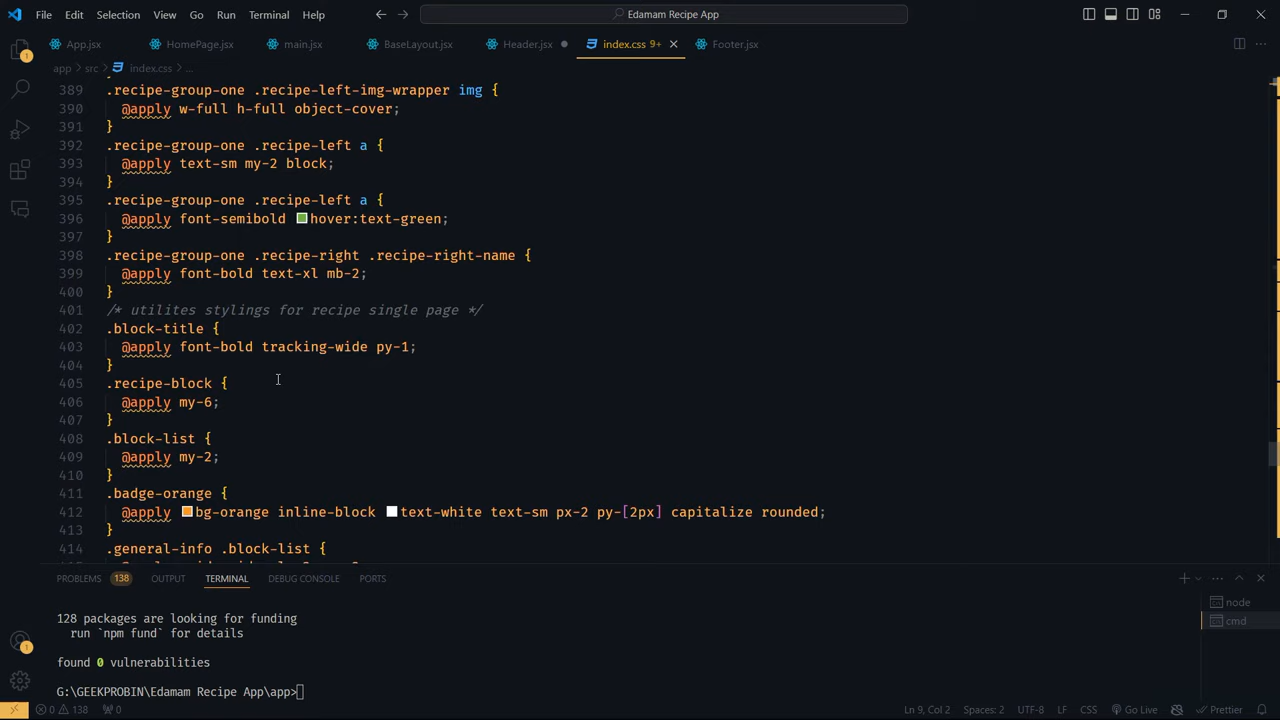 File Edit Selection View Go Run Terminal Help Edamam Recipe App
App.jsx HomePage.jsx main.jsx BaseLayout.jsx Header.jsx index.css 9+ Footer.jsx
app > src > index.css > ...
389 .recipe-group-one .recipe-left-img-wrapper img {
390 @apply w-full h-full object-cover;
391 }
392 .recipe-group-one .recipe-left a {
393 @apply text-sm my-2 block;
394 }
395 .recipe-group-one .recipe-left a {
396 @apply font-semibold hover:text-green;
397 }
398 .recipe-group-one .recipe-right .recipe-right-name {
399 @apply font-bold text-xl mb-2;
400 }
401 /* utilites stylings for recipe single page */
402 .block-title {
403 @apply font-bold tracking-wide py-1;
404 }
405 .recipe-block {
406 @apply my-6;
407 }
408 .block-list {
409 @apply my-2;
410 }
411 .badge-orange {
412 @apply bg-orange inline-block text-white text-sm px-2 py-[2px] capitalize rounded;
413 }
414 .general-info .block-list {
PROBLEMS 138 OUTPUT TERMINAL DEBUG CONSOLE PORTS
128 packages are looking for funding
run `npm fund` for details
found 0 vulnerabilities
G:\GEEKPROBIN\Edamam Recipe App\app>
node
cmd
0 138 0 Ln 9, Col 2 Spaces: 2 UTF-8 LF CSS Go Live Prettier